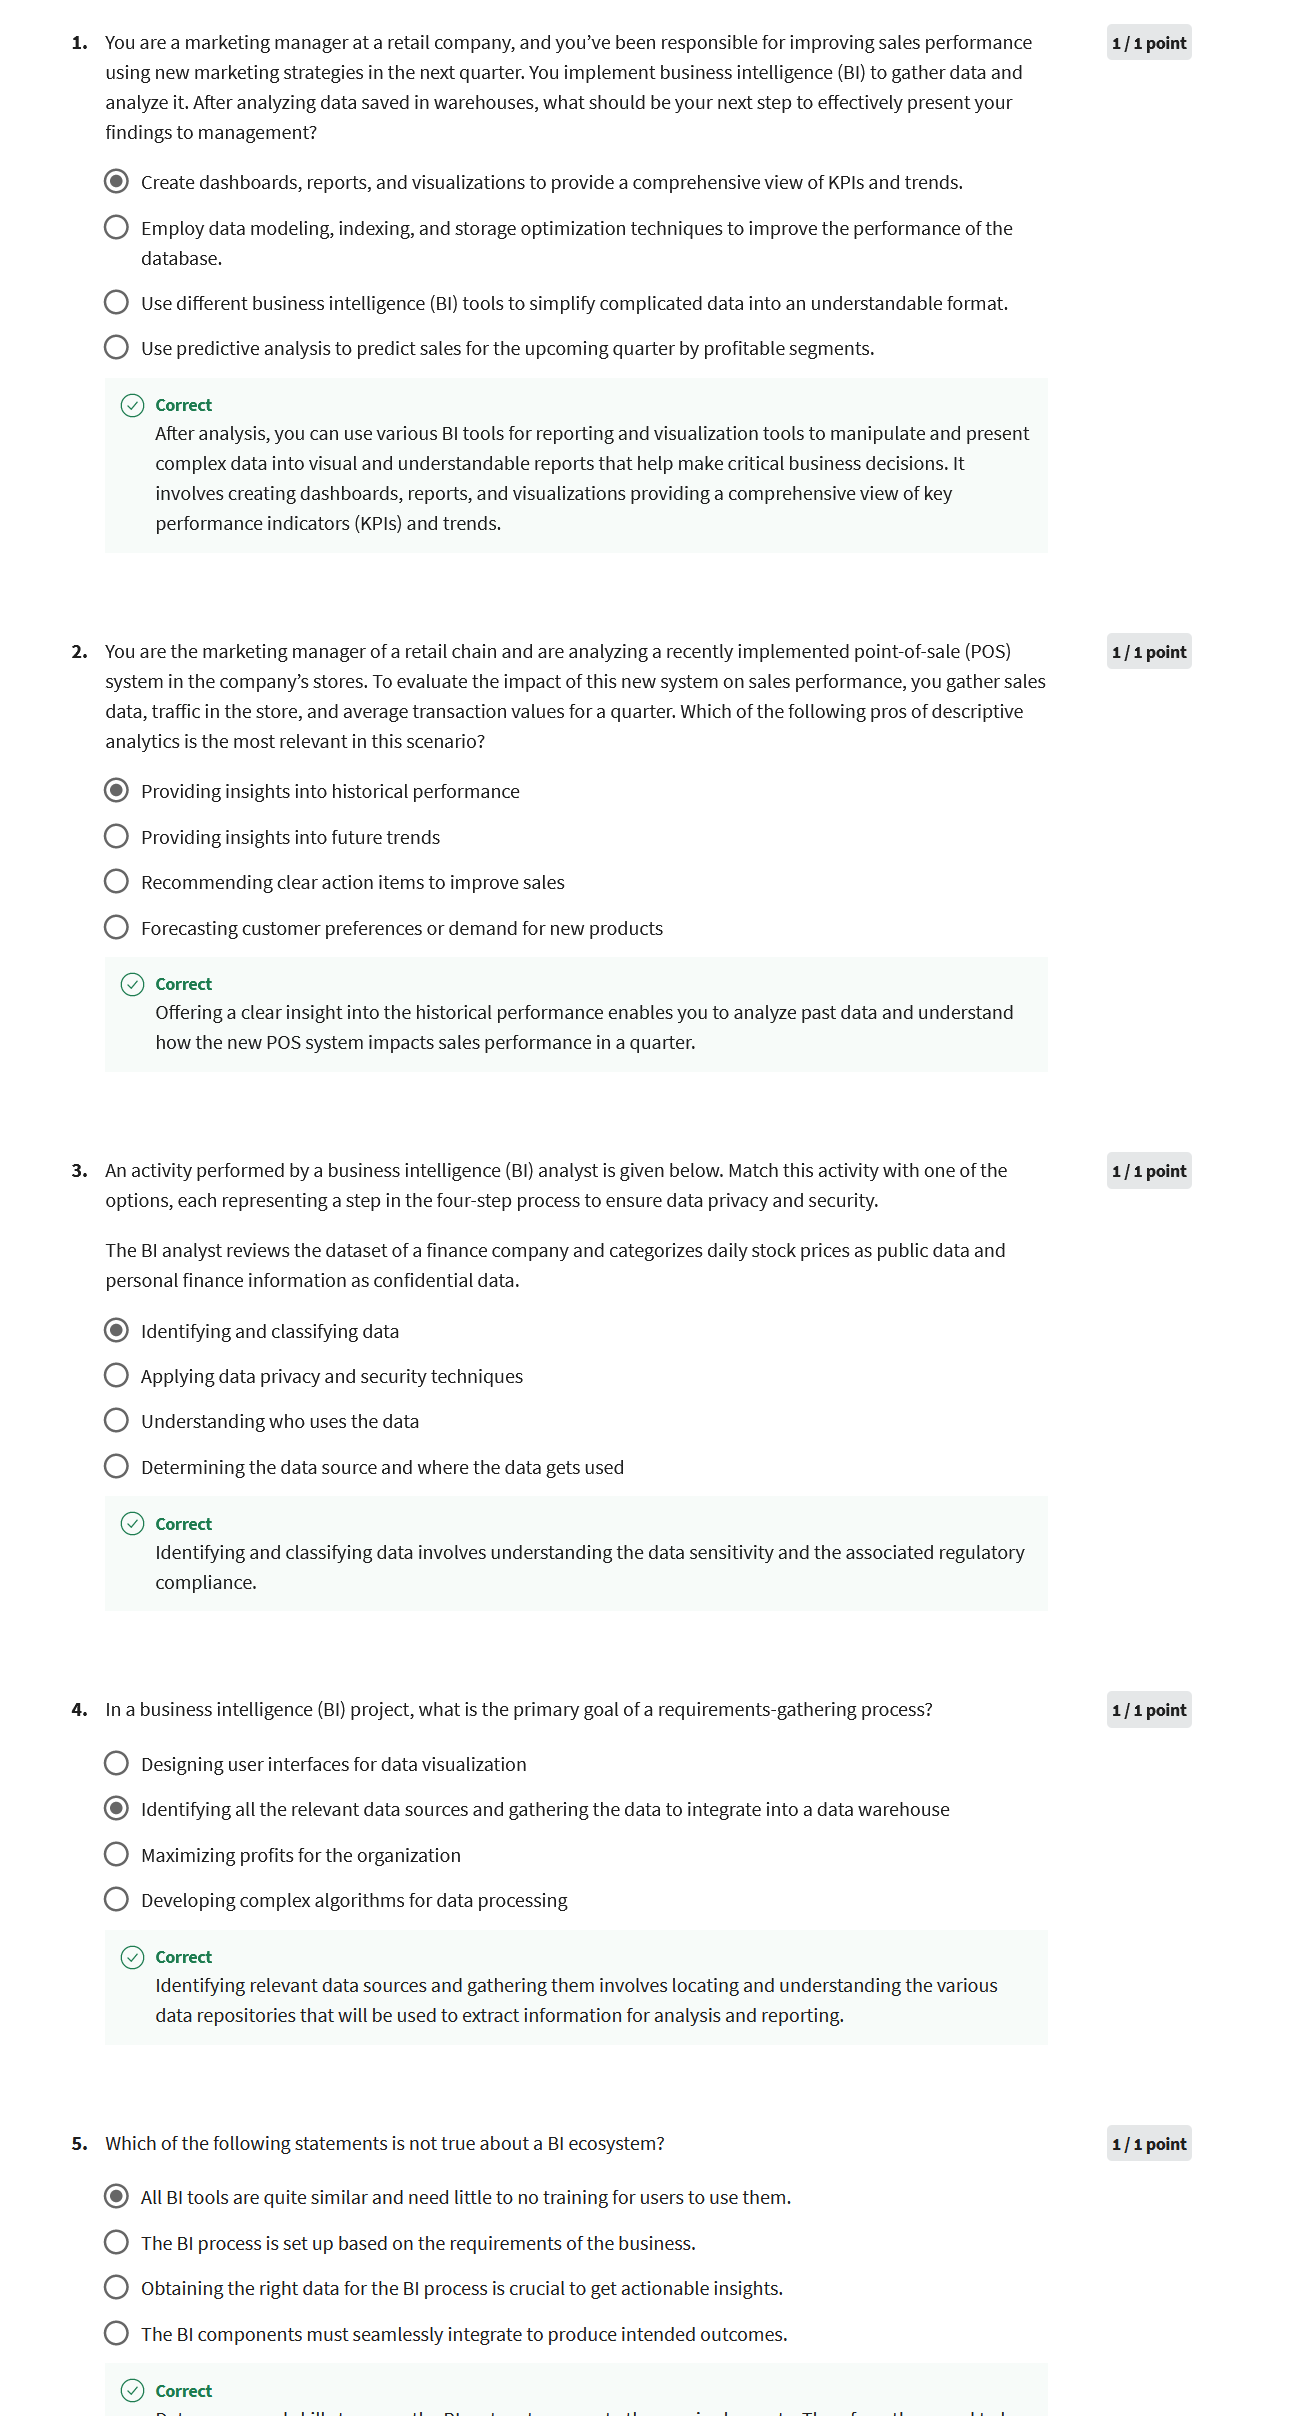 1. You are a marketing manager at a retail company, and you’ve been responsible for improving sales performance
1 / 1 point
using new marketing strategies in the next quarter. You implement business intelligence (BI) to gather data and
analyze it. After analyzing data saved in warehouses, what should be your next step to effectively present your
findings to management?
Create dashboards, reports, and visualizations to provide a comprehensive view of KPIs and trends.
Employ data modeling, indexing, and storage optimization techniques to improve the performance of the
database.
Use different business intelligence (BI) tools to simplify complicated data into an understandable format.
Use predictive analysis to predict sales for the upcoming quarter by profitable segments.
Correct
After analysis, you can use various BI tools for reporting and visualization tools to manipulate and present
complex data into visual and understandable reports that help make critical business decisions. It
involves creating dashboards, reports, and visualizations providing a comprehensive view of key
performance indicators (KPIs) and trends.
2. You are the marketing manager of a retail chain and are analyzing a recently implemented point-of-sale (POS)
1 / 1 point
system in the company’s stores. To evaluate the impact of this new system on sales performance, you gather sales
data, traffic in the store, and average transaction values for a quarter. Which of the following pros of descriptive
analytics is the most relevant in this scenario?
Providing insights into historical performance
Providing insights into future trends
Recommending clear action items to improve sales
Forecasting customer preferences or demand for new products
Correct
Offering a clear insight into the historical performance enables you to analyze past data and understand
how the new POS system impacts sales performance in a quarter.
3. An activity performed by a business intelligence (BI) analyst is given below. Match this activity with one of the
1 / 1 point
options, each representing a step in the four-step process to ensure data privacy and security.
The BI analyst reviews the dataset of a finance company and categorizes daily stock prices as public data and
personal finance information as confidential data.
Identifying and classifying data
Applying data privacy and security techniques
Understanding who uses the data
Determining the data source and where the data gets used
Correct
Identifying and classifying data involves understanding the data sensitivity and the associated regulatory
compliance.
4. In a business intelligence (BI) project, what is the primary goal of a requirements-gathering process?
1 / 1 point
Designing user interfaces for data visualization
Identifying all the relevant data sources and gathering the data to integrate into a data warehouse
Maximizing profits for the organization
Developing complex algorithms for data processing
Correct
Identifying relevant data sources and gathering them involves locating and understanding the various
data repositories that will be used to extract information for analysis and reporting.
5. Which of the following statements is not true about a BI ecosystem?
1 / 1 point
All BI tools are quite similar and need little to no training for users to use them.
The BI process is set up based on the requirements of the business.
Obtaining the right data for the BI process is crucial to get actionable insights.
The BI components must seamlessly integrate to produce intended outcomes.
Correct